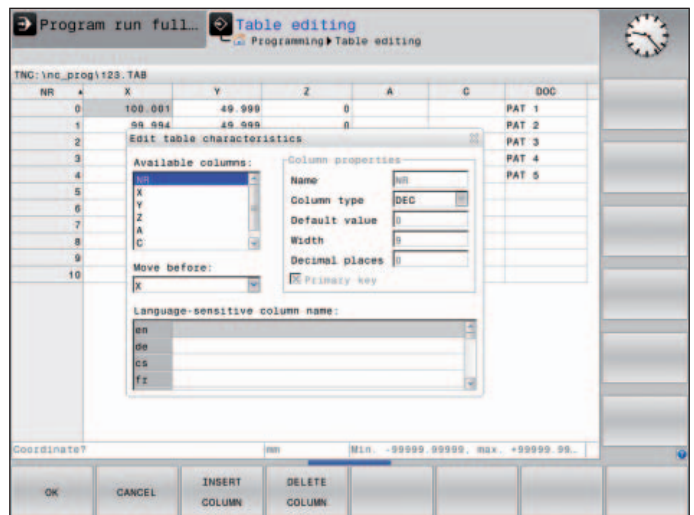 Program run full… Table editing
Programming▶Table editing
TNC:\nc_prog\123.TAB
NR X Y Z A C DOC
0 100.001 49.999 0 PAT 1
1 99.994 49.999 0 PAT 2
2 PAT 3
3 PAT 4
4 PAT 5
5
6
7
8
9
10
Edit table characteristics
Available columns:
NR
X
Y
Z
A
C
Move before:
X
Column properties
Name NR
Column type DEC
Default value 0
Width 9
Decimal places 0
Primary key
Language-sensitive column name:
en
de
cs
fr
Coordinate? mm Min. -99999.99999, max. +99999.99…
OK CANCEL INSERT COLUMN DELETE COLUMN